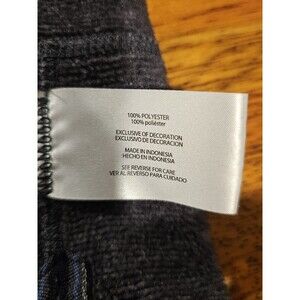 100% POLYESTER
100% poliéster
EXCLUSIVE OF DECORATION
EXCLUSIVO DE DECORACION
MADE IN INDONESIA
HECHO EN INDONESIA
SEE REVERSE FOR CARE
VER AL REVERSO PARA CUIDADO